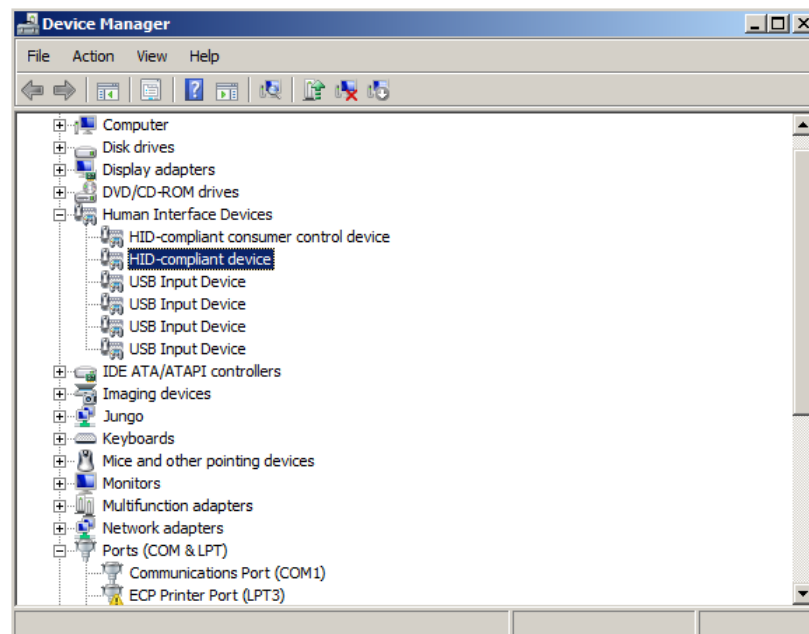 Device Manager
File Action View Help
Computer
Disk drives
Display adapters
DVD/CD-ROM drives
Human Interface Devices
HID-compliant consumer control device
HID-compliant device
USB Input Device
USB Input Device
USB Input Device
USB Input Device
IDE ATA/ATAPI controllers
Imaging devices
Jungo
Keyboards
Mice and other pointing devices
Monitors
Multifunction adapters
Network adapters
Ports (COM & LPT)
Communications Port (COM1)
ECP Printer Port (LPT3)